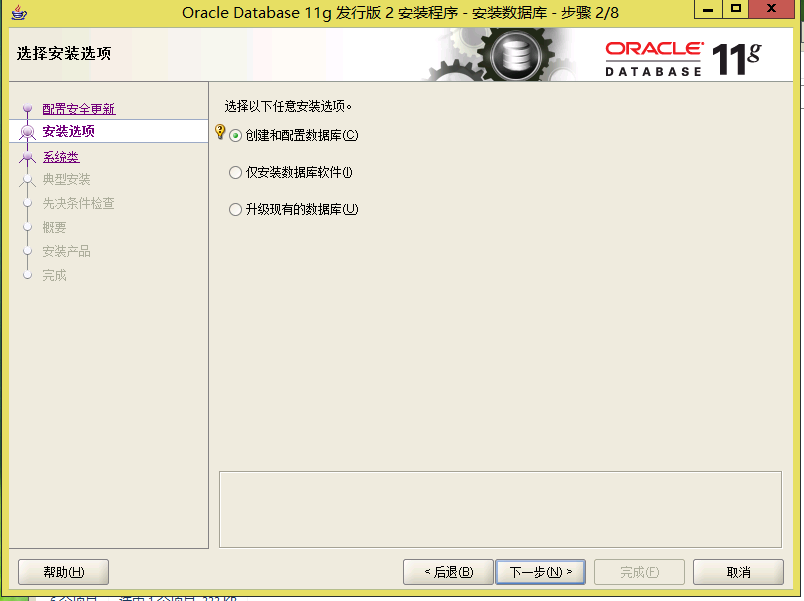 Oracle Database 11g 发行版 2 安装程序 - 安装数据库 - 步骤 2/8
选择安装选项
ORACLE
DATABASE
11g
配置安全更新
安装选项
系统类
典型安装
先决条件检查
概要
安装产品
完成
选择以下任意安装选项。
创建和配置数据库(C)
仅安装数据库软件(I)
升级现有的数据库(U)
帮助(H)
< 后退(B)
下一步(N) >
完成(F)
取消